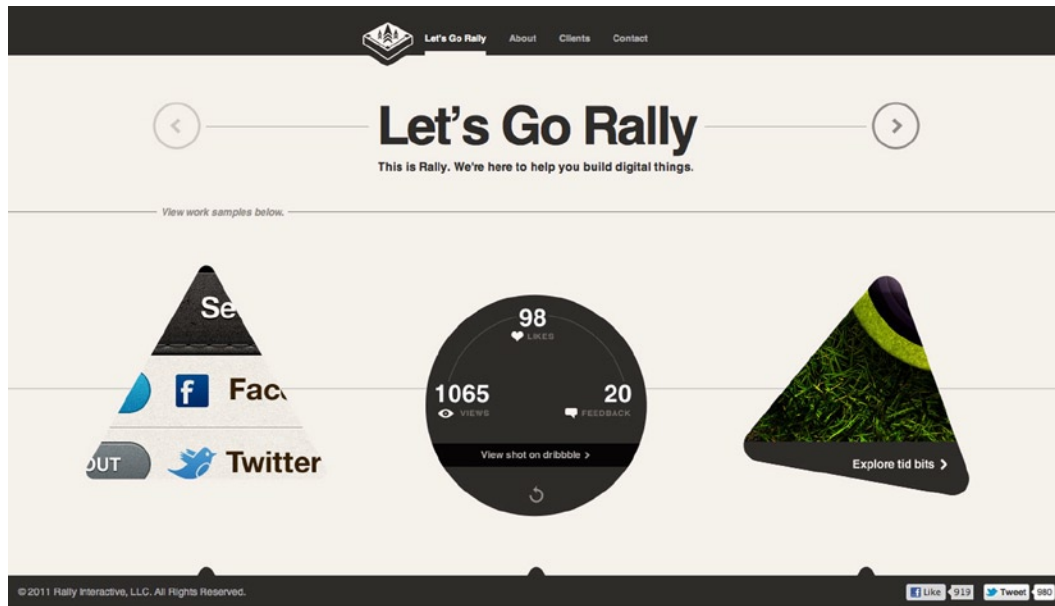 Let's Go Rally About Clients Contact
Let's Go Rally
This is Rally. We're here to help you build digital things.
View work samples below.
Se
Fac
OUT Twitter
98
LIKES
1065 20
VIEWS FEEDBACK
View shot on dribbble >
Explore tid bits >
© 2011 Rally Interactive, LLC. All Rights Reserved.
Like 919 Tweet 980